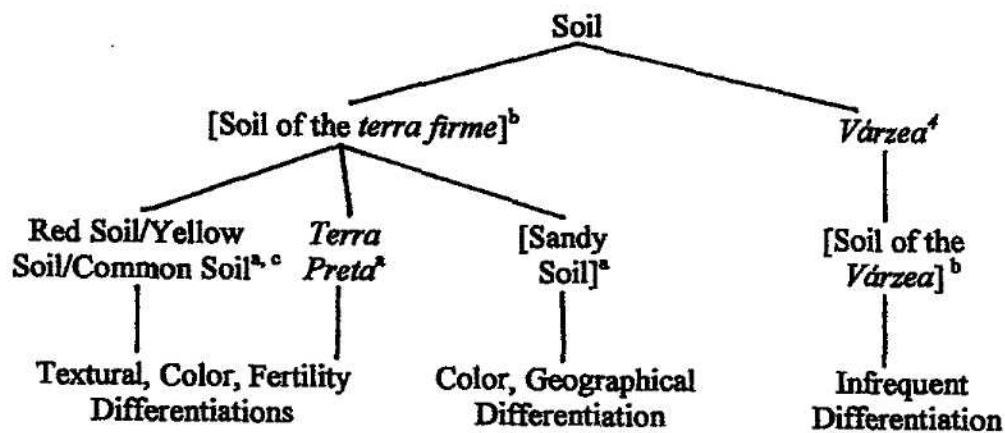 Soil
[Soil of the terra firme]ᵇ
Várzea⁴
Red Soil/Yellow
Soil/Common Soilᵃ, ᶜ
Terra
Pretaᵃ
[Sandy
Soil]ᵃ
[Soil of the
Várzea] ᵇ
Textural, Color, Fertility
Differentiations
Color, Geographical
Differentiation
Infrequent
Differentiation